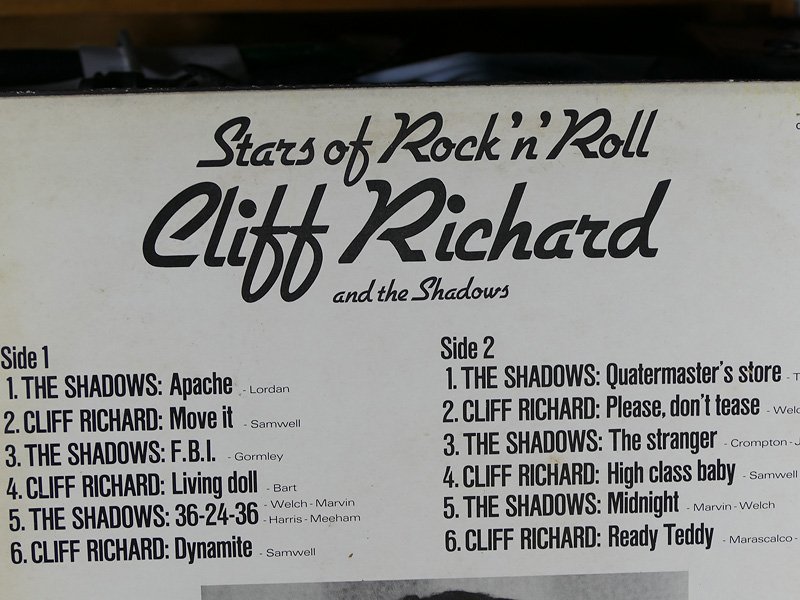 Stars of Rock'n'Roll
Cliff Richard
and the Shadows
Side 1
1. THE SHADOWS: Apache - Lordan
2. CLIFF RICHARD: Move it - Samwell
3. THE SHADOWS: F.B.I. - Gormley
4. CLIFF RICHARD: Living doll - Bart
5. THE SHADOWS: 36-24-36 - Welch - Marvin - Harris - Meeham
6. CLIFF RICHARD: Dynamite - Samwell
Side 2
1. THE SHADOWS: Quatermaster's store
2. CLIFF RICHARD: Please, don't tease
3. THE SHADOWS: The stranger - Crompton -
4. CLIFF RICHARD: High class baby - Samwell
5. THE SHADOWS: Midnight - Marvin - Welch
6. CLIFF RICHARD: Ready Teddy - Marascalco -